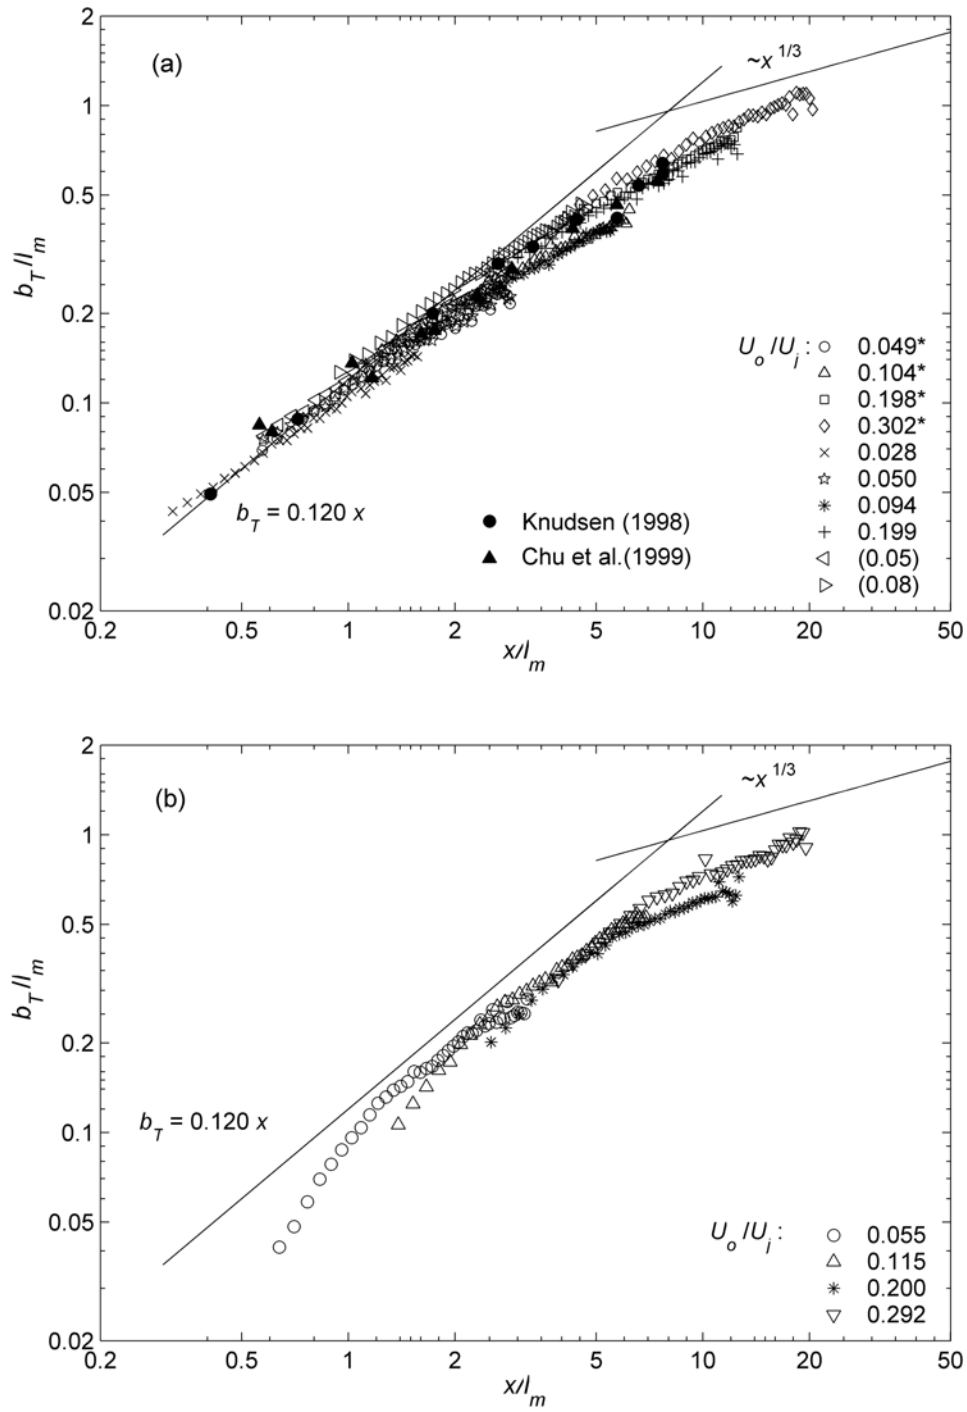 2
(a)
~x 1/3
1
0.5
b_T/l_m
0.2
U_o/U_j :
0.049*
0.104*
0.1
0.198*
0.302*
0.028
0.05
0.050
b_T = 0.120 x
0.094
Knudsen (1998)
0.199
Chu et al.(1999)
(0.05)
(0.08)
0.02
0.2 0.5 1 2 5 10 20 50
x/l_m
2
(b)
~x 1/3
1
0.5
b_T/l_m
0.2
b_T = 0.120 x
0.1
0.05
U_o/U_j :
0.055
0.115
0.200
0.292
0.02
0.2 0.5 1 2 5 10 20 50
x/l_m